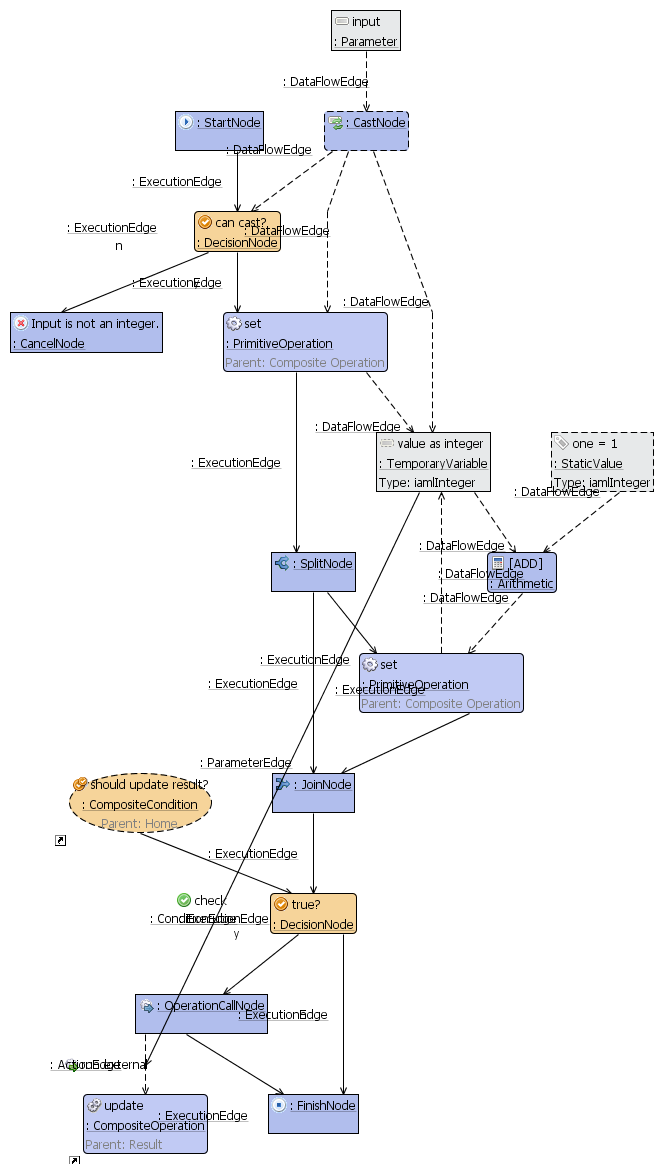 input
: Parameter
: DataFlowEdge
: StartNode
: CastNode
: DataFlowEdge
: ExecutionEdge
can cast?
: DecisionNode
: DataFlowEdge
: ExecutionEdge
n
: ExecutionEdge
y
: DataFlowEdge
Input is not an integer.
: CancelNode
set
: PrimitiveOperation
Parent: Composite Operation
: DataFlowEdge
value as integer
: TemporaryVariable
Type: iamlInteger
one = 1
: StaticValue
Type: iamlInteger
: DataFlowEdge
: ExecutionEdge
: DataFlowEdge
: SplitNode
[ADD]
: Arithmetic
: DataFlowEdge
: DataFlowEdge
: ExecutionEdge
set
: PrimitiveOperation
Parent: Composite Operation
: ExecutionEdge
: ExecutionEdge
: ParameterEdge
should update result?
: CompositeCondition
Parent: Home
: JoinNode
: ExecutionEdge
check
: ConditionEdge
: ExecutionEdge
y
true?
: DecisionNode
: OperationCallNode
: ExecutionEdge
n
: ActionEdge
external
update
: CompositeOperation
Parent: Result
: ExecutionEdge
: FinishNode